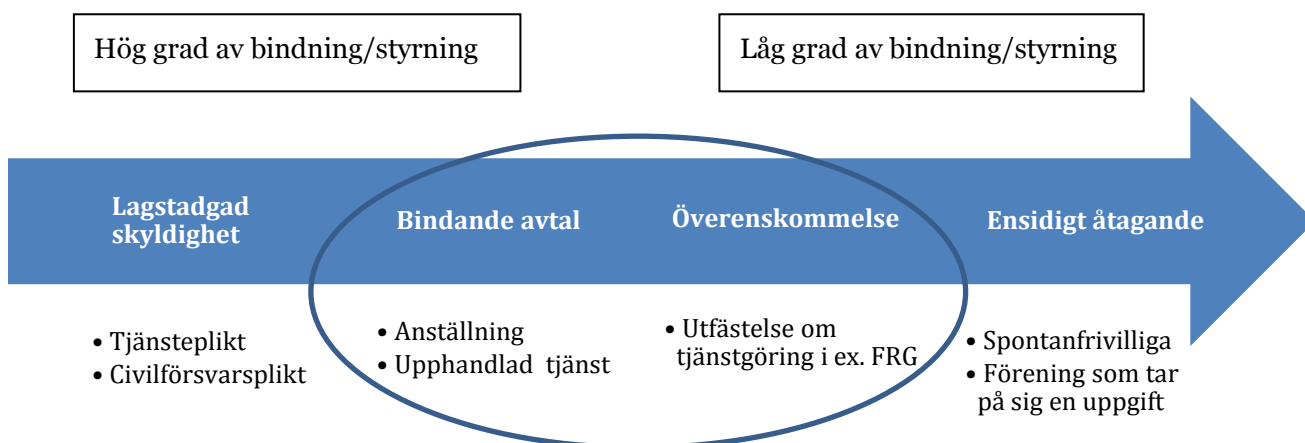 Hög grad av bindning/styrning
Låg grad av bindning/styrning
Lagstadgad
skyldighet
Bindande avtal
Överenskommelse
Ensidigt åtagande
• Tjänsteplikt
• Civilförsvarsplikt
• Anställning
• Upphandlad tjänst
• Utfästelse om
tjänstgöring i ex. FRG
• Spontanfrivilliga
• Förening som tar
på sig en uppgift